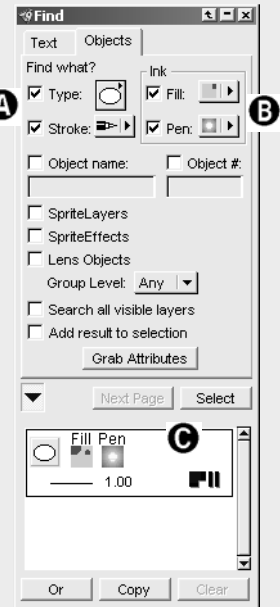 Find
Text Objects
Find what?
Ink
A
Type:
Fill:
B
Stroke:
Pen:
Object name:
Object #:
SpriteLayers
SpriteEffects
Lens Objects
Group Level: Any
Search all visible layers
Add result to selection
Grab Attributes
Next Page Select
C
Fill Pen
1.00
Or Copy Clear